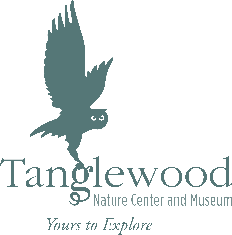 Tanglewood
Nature Center and Museum
Yours to Explore